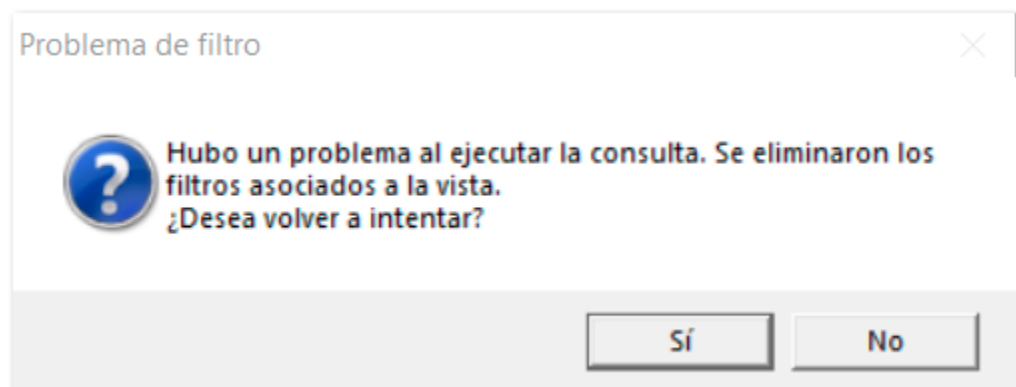 Problema de filtro
Hubo un problema al ejecutar la consulta. Se eliminaron los
filtros asociados a la vista.
¿Desea volver a intentar?
Sí
No